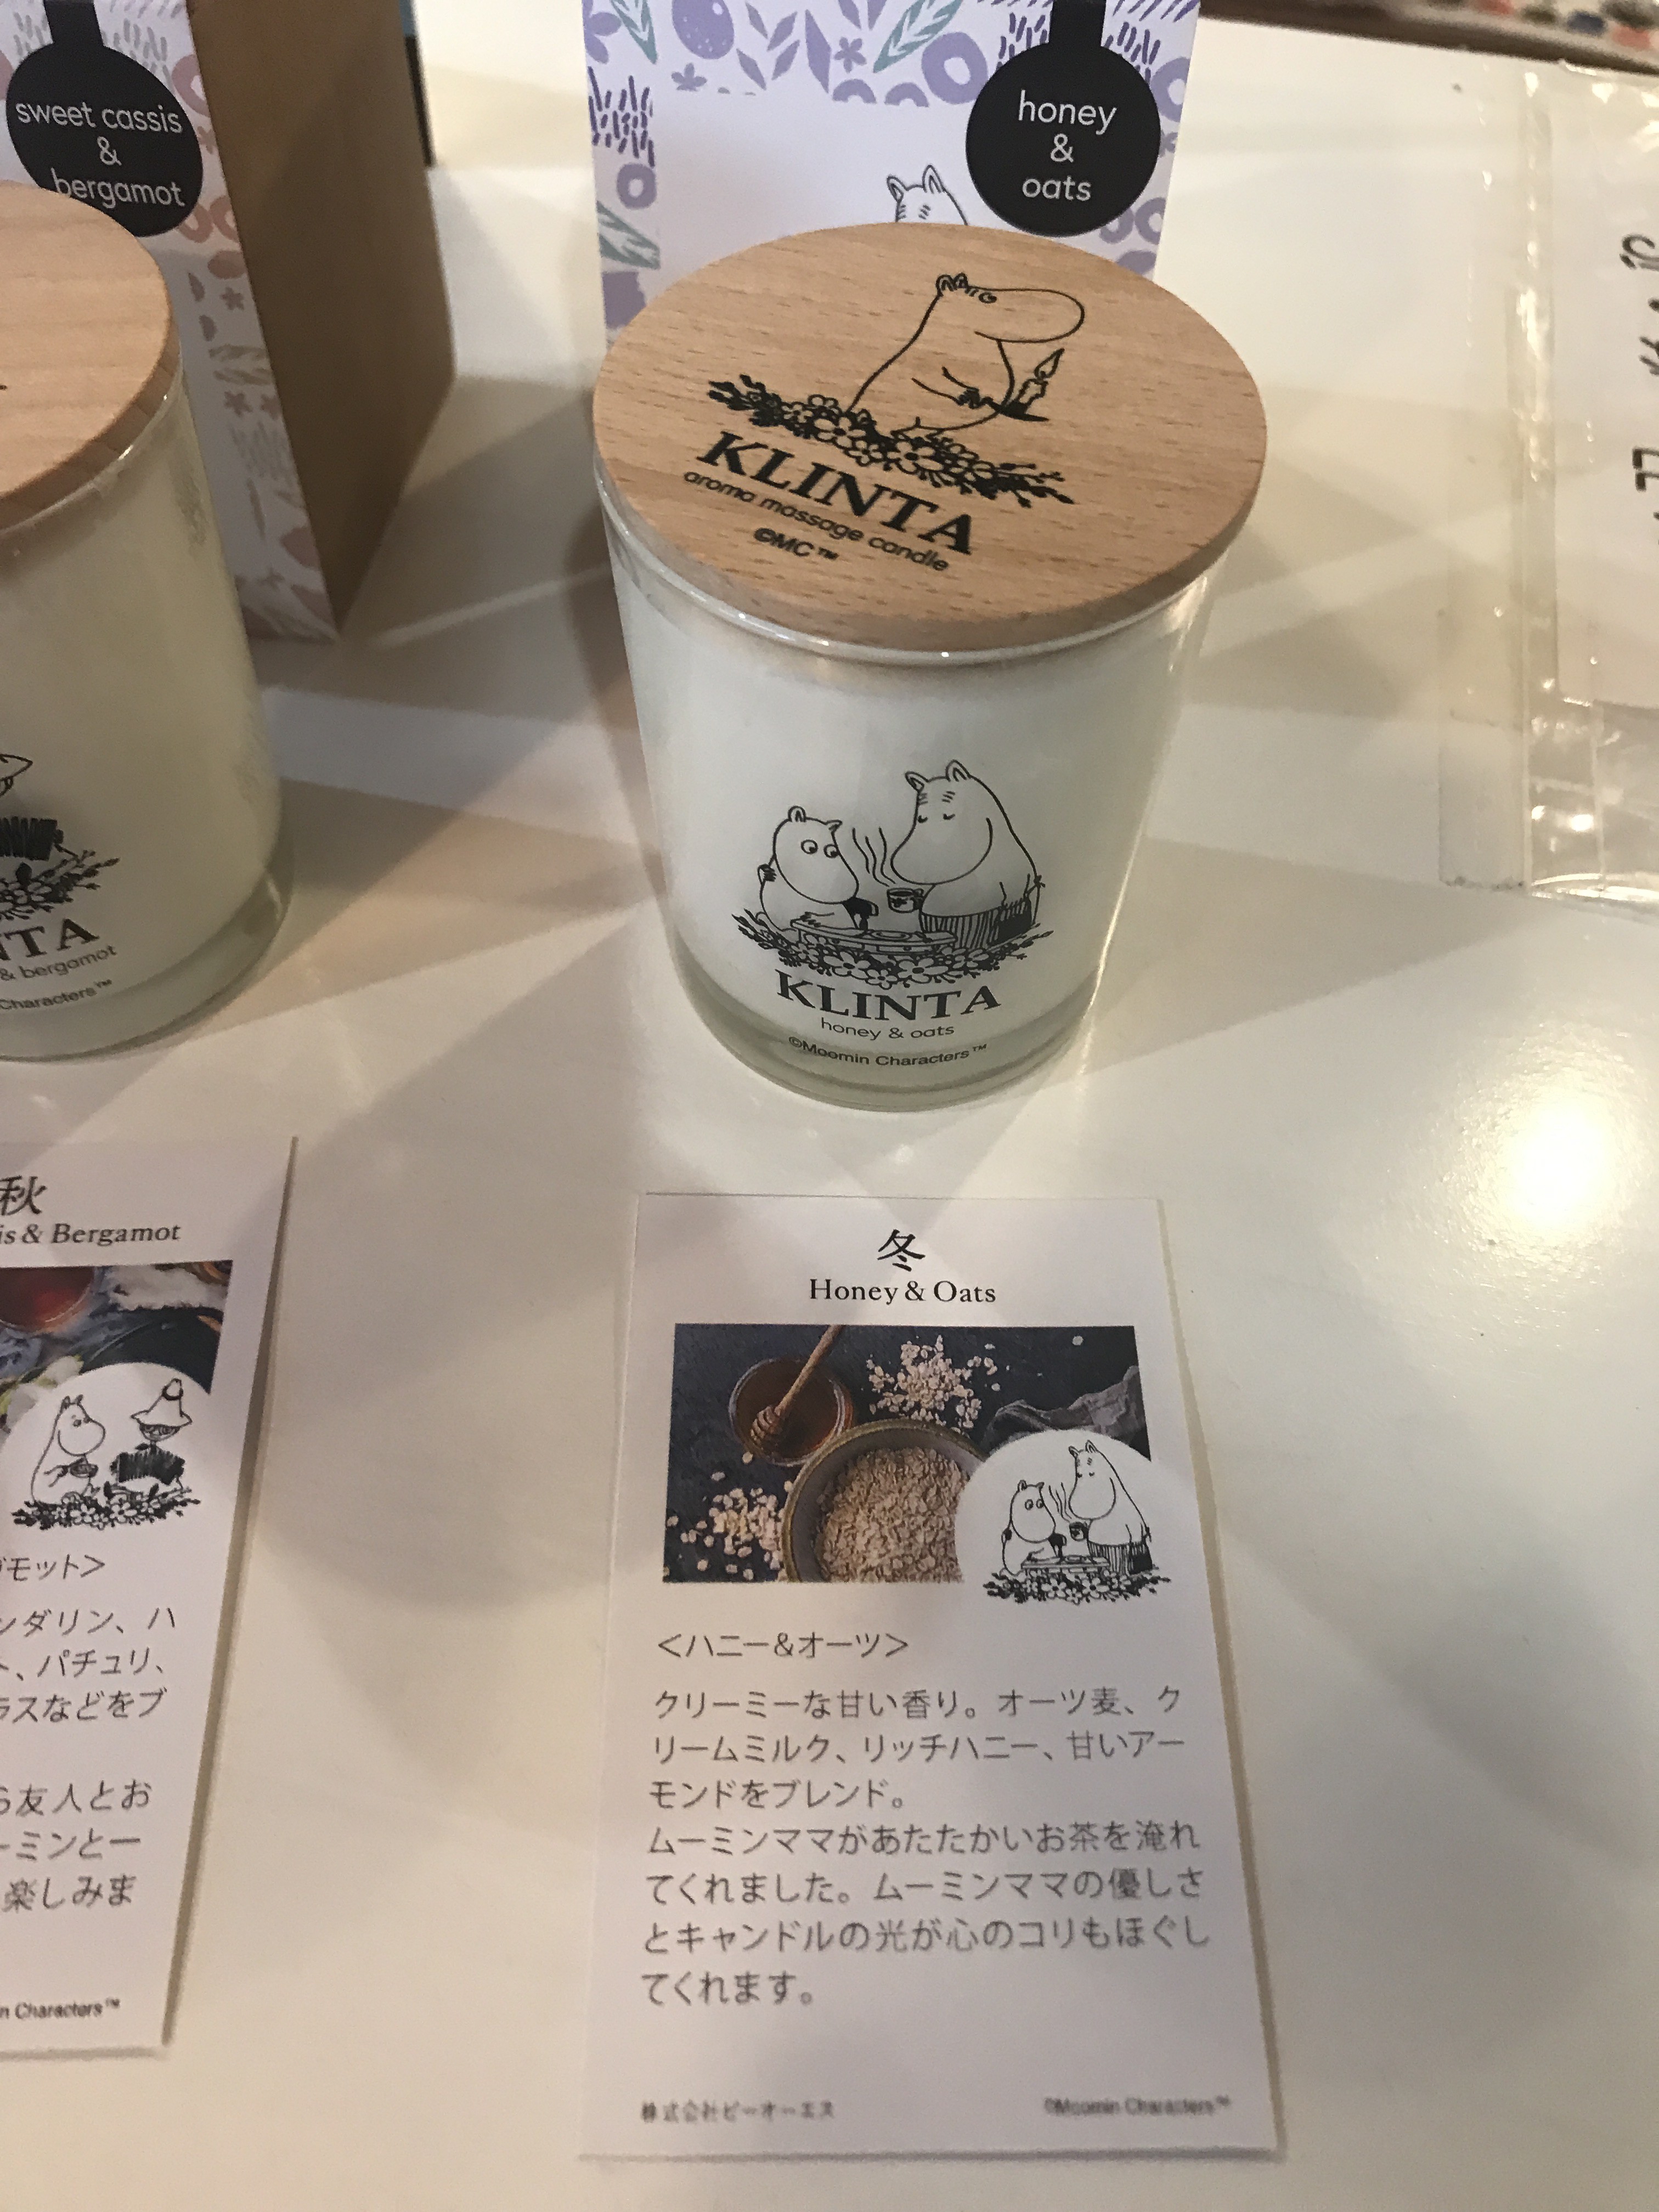 sweet cassis
&
bergamot
honey
&
oats
KLINTA
aroma massage candle
©MC™
NTA
& bergamot
Characters™
KLINTA
honey & oats
©Moomin Characters™
秋
is & Bergamot
モット＞
ンダリン、ハ
、パチュリ、
ラスなどをブ
ら友人とお
ーミンと一
楽しみま
n Characters™
冬
Honey & Oats
＜ハニー&オーツ＞
クリーミーな甘い香り。オーツ麦、ク
リームミルク、リッチハニー、甘いアー
モンドをブレンド。
ムーミンママがあたたかいお茶を淹れ
てくれました。ムーミンママの優しさ
とキャンドルの光が心のコリもほぐし
てくれます。
株式会社ピーオーエス
©Moomin Characters™